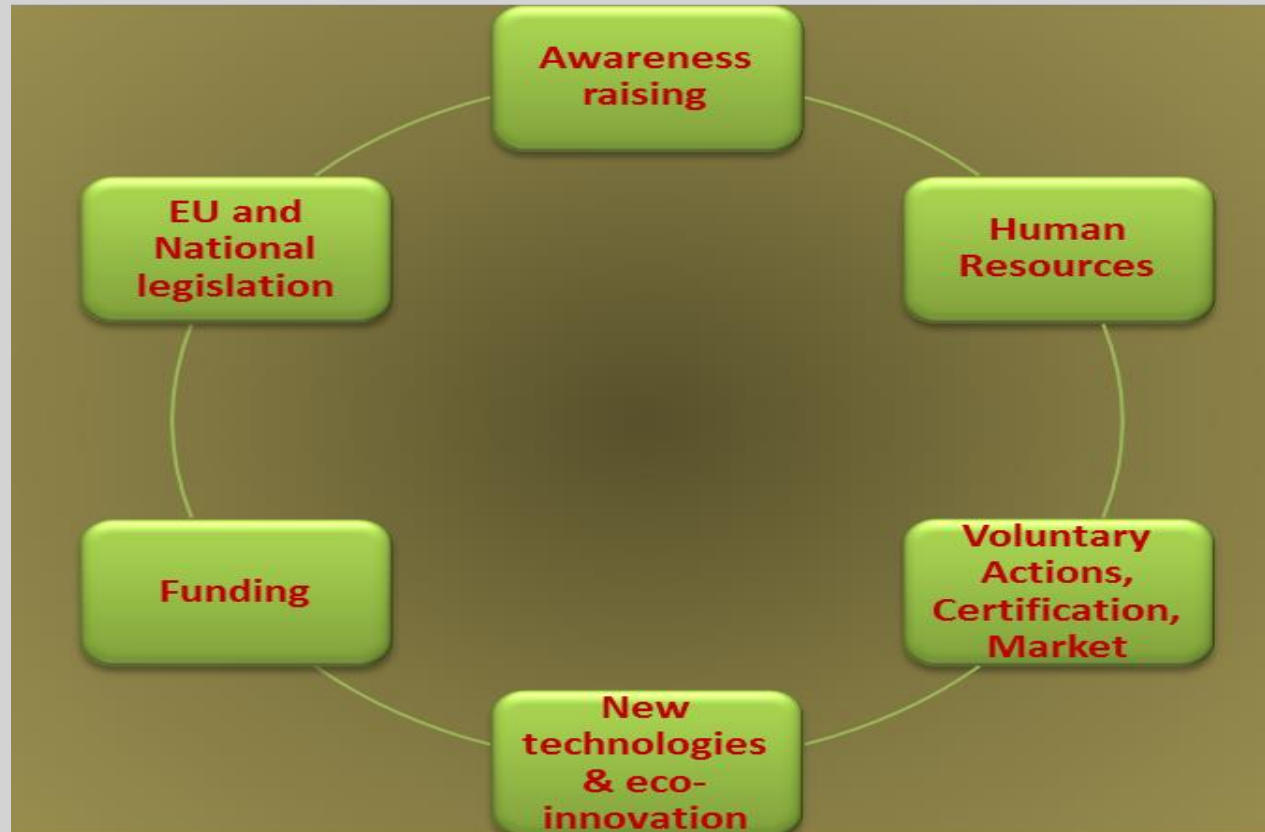 Awareness
raising
Human
Resources
Voluntary
Actions,
Certification,
Market
New
technologies
& eco-
innovation
Funding
EU and
National
legislation